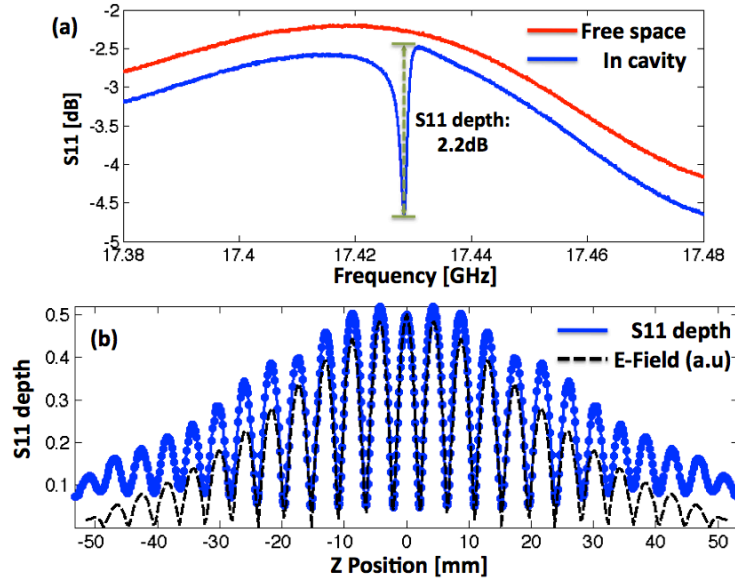 (a)
Free space
In cavity
S11 depth:
2.2dB
S11 [dB]
-2
-2.5
-3
-3.5
-4
-4.5
-5
17.38
17.4
17.42
17.44
17.46
17.48
Frequency [GHz]
(b)
S11 depth
E-Field (a.u)
S11 depth
0.5
0.4
0.3
0.2
0.1
-50 -40 -30 -20 -10 0 10 20 30 40 50
Z Position [mm]